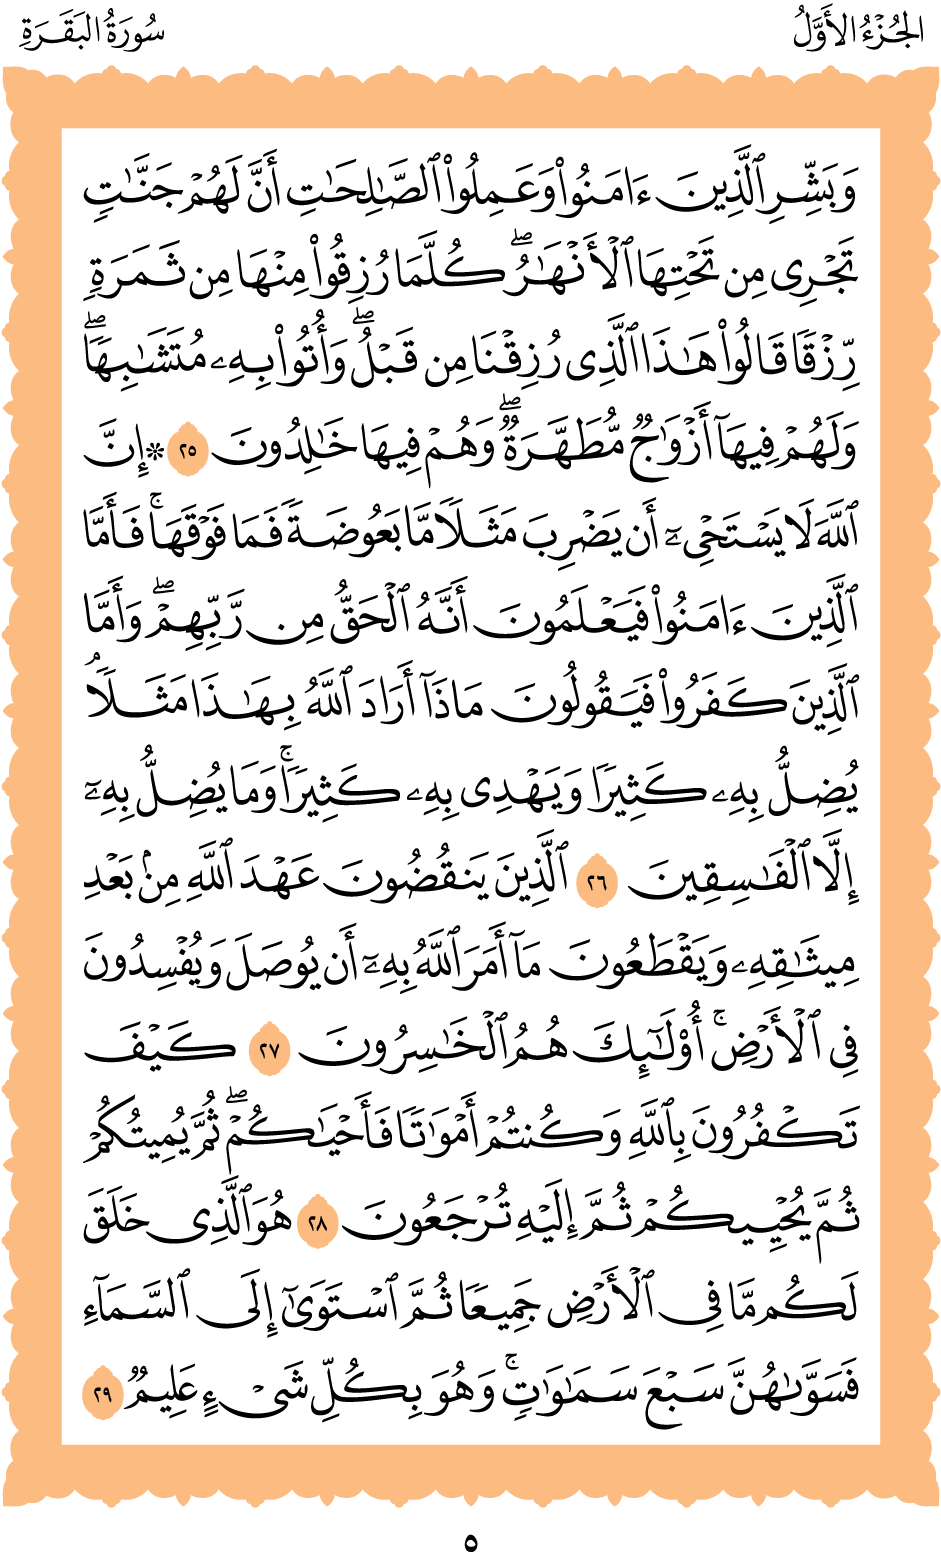 الجُزْءُ الأَوَّلُ
سُورَةُ البَقَرَةِ
وَبَشِّرِ ٱلَّذِينَ ءَامَنُوا۟ وَعَمِلُوا۟ ٱلصَّـٰلِحَـٰتِ أَنَّ لَهُمْ جَنَّـٰتٍ
تَجْرِى مِن تَحْتِهَا ٱلْأَنْهَـٰرُ ۖ كُلَّمَا رُزِقُوا۟ مِنْهَا مِن ثَمَرَةٍ
رِّزْقًا قَالُوا۟ هَـٰذَا ٱلَّذِى رُزِقْنَا مِن قَبْلُ ۖ وَأُتُوا۟ بِهِۦ مُتَشَـٰبِهًا ۖ
وَلَهُمْ فِيهَآ أَزْوَٰجٌ مُّطَهَّرَةٌ ۖ وَهُمْ فِيهَا خَـٰلِدُونَ ٢٥ * إِنَّ
ٱللَّهَ لَا يَسْتَحْىِۦٓ أَن يَضْرِبَ مَثَلًا مَّا بَعُوضَةً فَمَا فَوْقَهَا ۚ فَأَمَّا
ٱلَّذِينَ ءَامَنُوا۟ فَيَعْلَمُونَ أَنَّهُ ٱلْحَقُّ مِن رَّبِّهِمْ ۖ وَأَمَّا
ٱلَّذِينَ كَفَرُوا۟ فَيَقُولُونَ مَاذَآ أَرَادَ ٱللَّهُ بِهَـٰذَا مَثَلًا ۘ
يُضِلُّ بِهِۦ كَثِيرًا وَيَهْدِى بِهِۦ كَثِيرًا ۚ وَمَا يُضِلُّ بِهِۦٓ
إِلَّا ٱلْفَـٰسِقِينَ ٢٦ ٱلَّذِينَ يَنقُضُونَ عَهْدَ ٱللَّهِ مِنۢ بَعْدِ
مِيثَـٰقِهِۦ وَيَقْطَعُونَ مَآ أَمَرَ ٱللَّهُ بِهِۦٓ أَن يُوصَلَ وَيُفْسِدُونَ
فِى ٱلْأَرْضِ ۚ أُو۟لَـٰٓئِكَ هُمُ ٱلْخَـٰسِرُونَ ٢٧ كَيْفَ
تَكْفُرُونَ بِٱللَّهِ وَكُنتُمْ أَمْوَٰتًا فَأَحْيَـٰكُمْ ۖ ثُمَّ يُمِيتُكُمْ
ثُمَّ يُحْيِيكُمْ ثُمَّ إِلَيْهِ تُرْجَعُونَ ٢٨ هُوَ ٱلَّذِى خَلَقَ
لَكُم مَّا فِى ٱلْأَرْضِ جَمِيعًا ثُمَّ ٱسْتَوَىٰٓ إِلَى ٱلسَّمَآءِ
فَسَوَّىٰهُنَّ سَبْعَ سَمَـٰوَٰتٍ ۚ وَهُوَ بِكُلِّ شَىْءٍ عَلِيمٌ ٢٩
٥